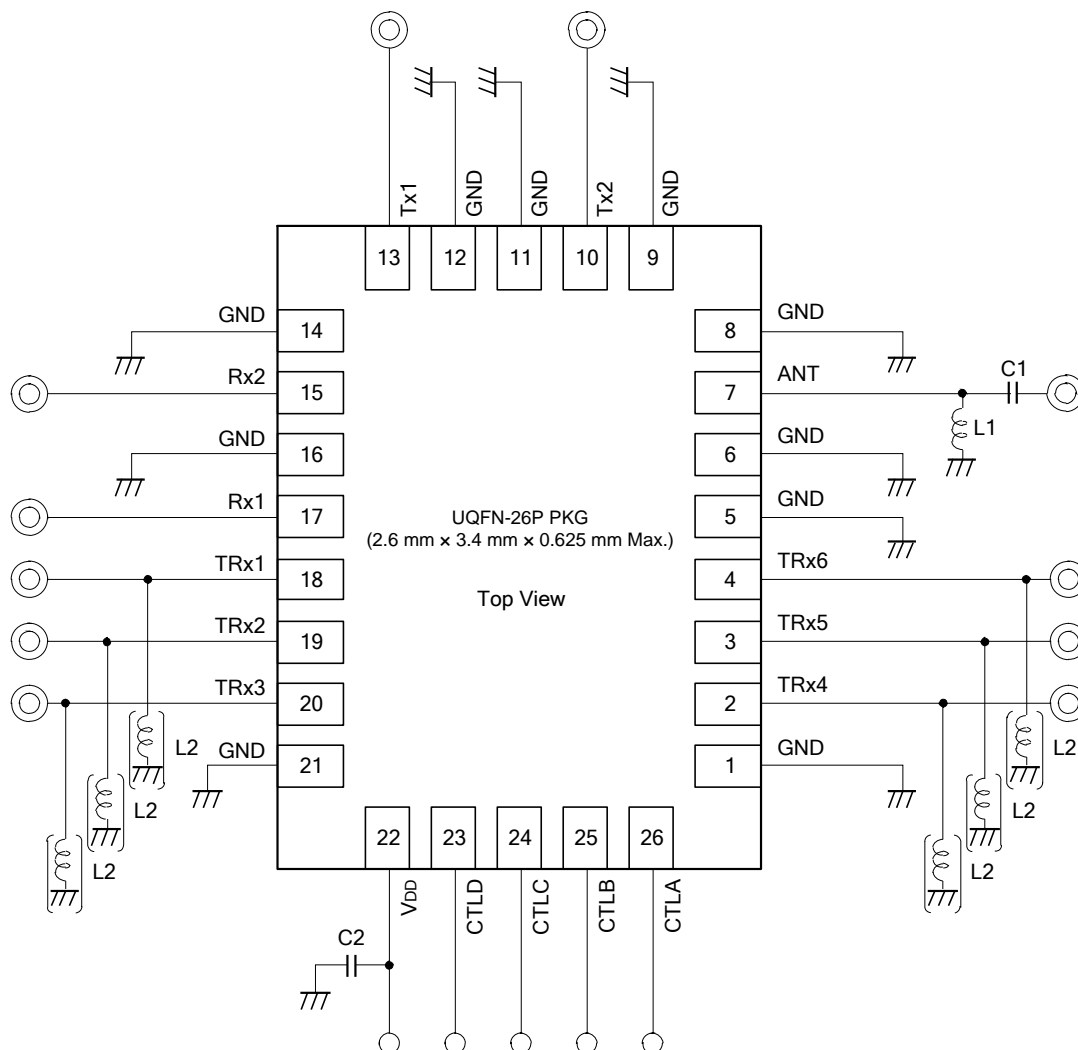 Tx1
GND
GND
Tx2
GND
13
12
11
10
9
GND
14
8
GND
Rx2
15
7
ANT
C1
L1
GND
16
6
GND
Rx1
17
UQFN-26P PKG
(2.6 mm × 3.4 mm × 0.625 mm Max.)
Top View
5
GND
TRx1
18
4
TRx6
TRx2
19
3
TRx5
TRx3
20
2
TRx4
GND
21
1
GND
L2
L2
L2
L2
L2
L2
22
23
24
25
26
VDD
CTLD
CTLC
CTLB
CTLA
C2